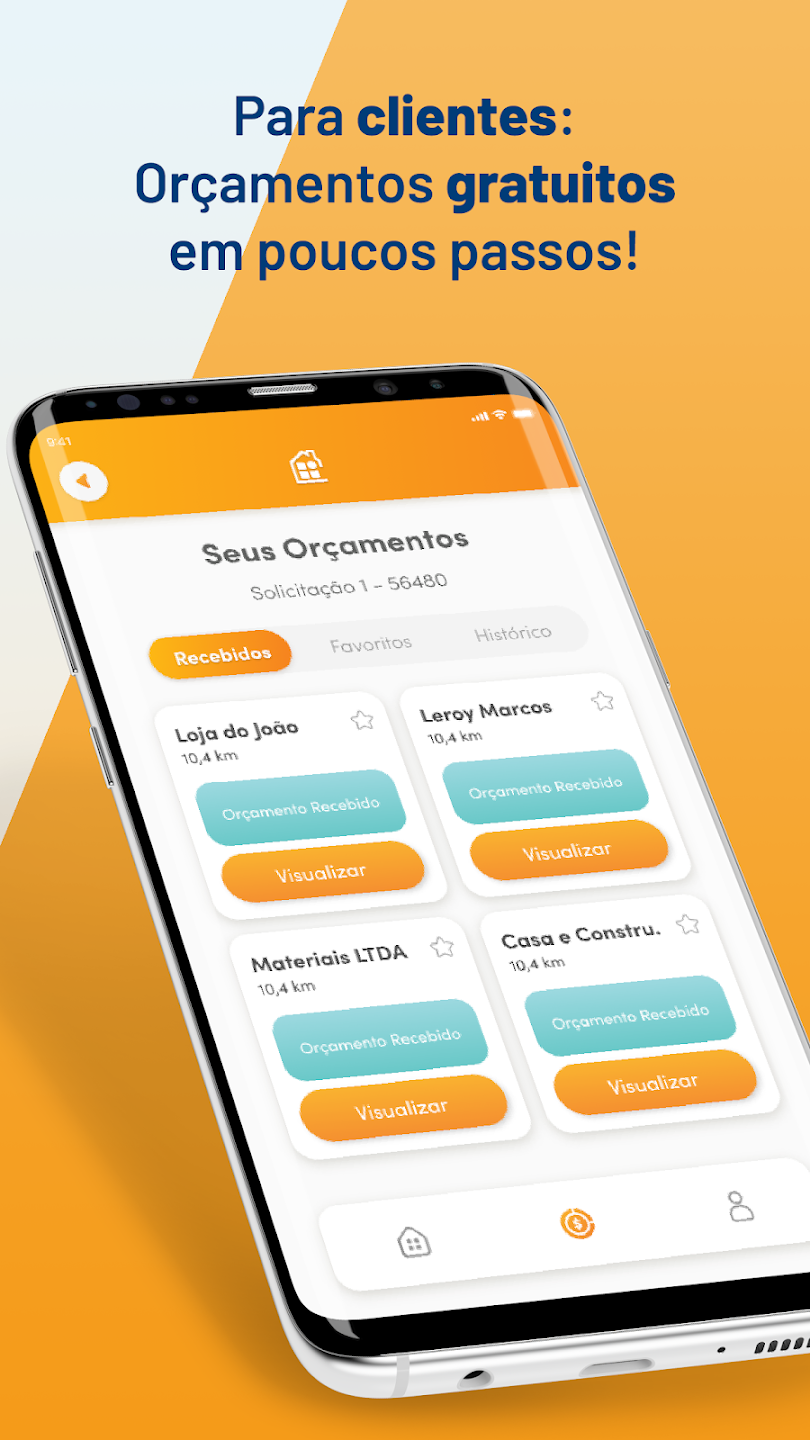 Para clientes:
Orçamentos gratuitos
em poucos passos!
9:41
Seus Orçamentos
Solicitação 1 - 56480
Recebidos
Favoritos
Histórico
Loja do João
10,4 km
Orçamento Recebido
Visualizar
Leroy Marcos
10,4 km
Orçamento Recebido
Visualizar
Materiais LTDA
10,4 km
Orçamento Recebido
Visualizar
Casa e Constru.
10,4 km
Orçamento Recebido
Visualizar